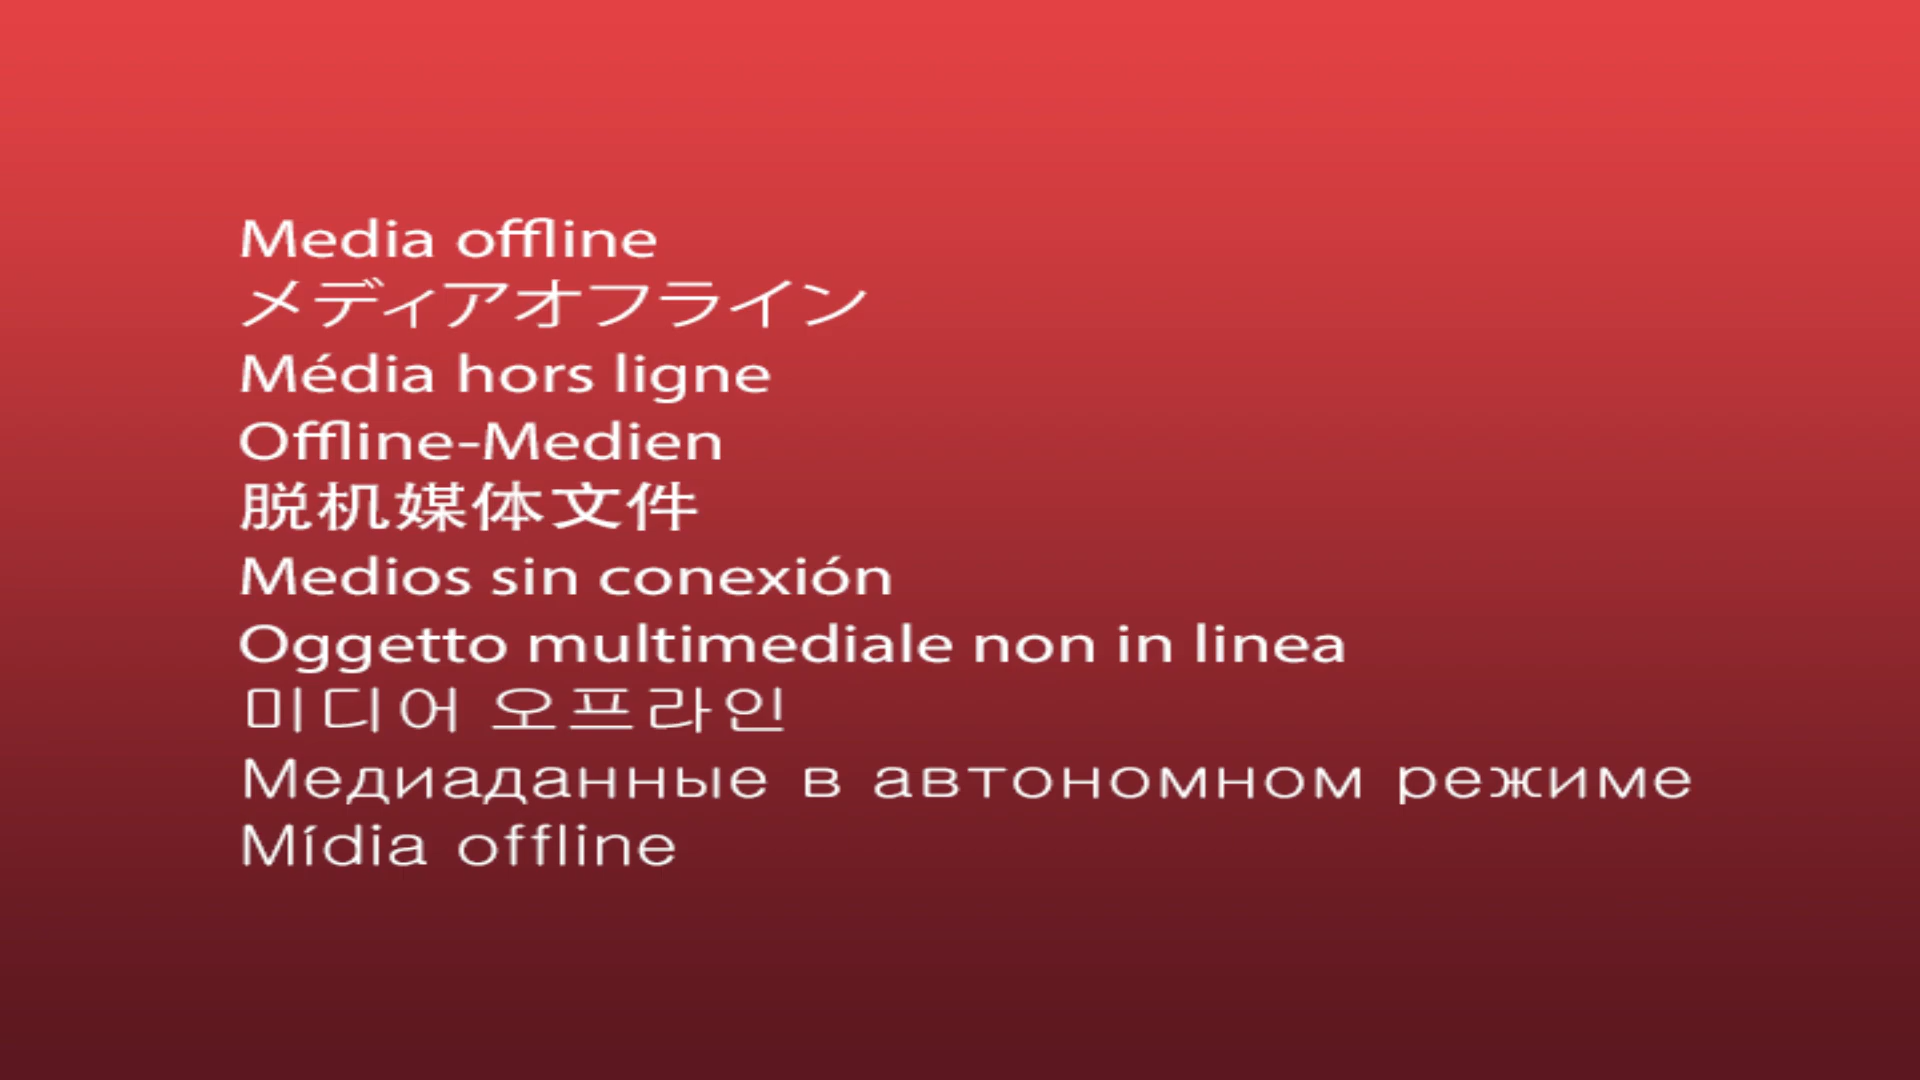 Media offline
メディアオフライン
Média hors ligne
Offline-Medien
脱机媒体文件
Medios sin conexión
Oggetto multimediale non in linea
미디어 오프라인
Медиаданные в автономном режиме
Mídia offline